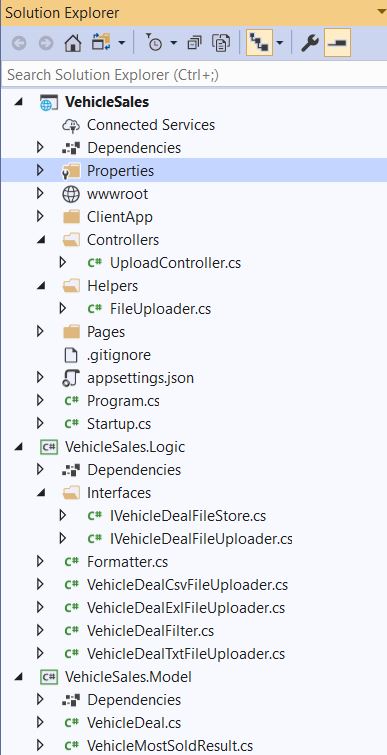 Solution Explorer
Search Solution Explorer (Ctrl+;)
VehicleSales
Connected Services
Dependencies
Properties
wwwroot
ClientApp
Controllers
C# UploadController.cs
Helpers
C# FileUploader.cs
Pages
.gitignore
appsettings.json
C# Program.cs
C# Startup.cs
C# VehicleSales.Logic
Dependencies
Interfaces
C# IVehicleDealFileStore.cs
C# IVehicleDealFileUploader.cs
C# Formatter.cs
C# VehicleDealCsvFileUploader.cs
C# VehicleDealExlFileUploader.cs
C# VehicleDealFilter.cs
C# VehicleDealTxtFileUploader.cs
C# VehicleSales.Model
Dependencies
C# VehicleDeal.cs
C# VehicleMostSoldResult.cs